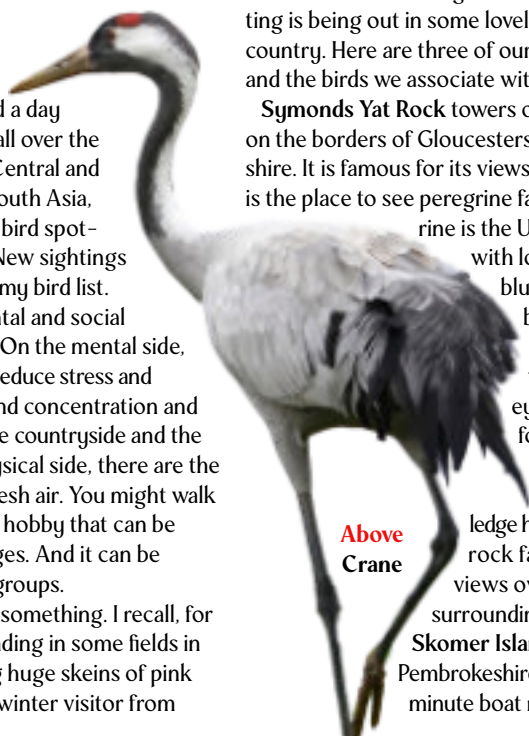 d a day
all over the
Central and
outh Asia,
bird spot-
New sightings
my bird list.
tal and social
On the mental side,
educe stress and
nd concentration and
e countryside and the
ysical side, there are the
esh air. You might walk
hobby that can be
ges. And it can be
groups.
something. I recall, for
nding in some fields in
g huge skeins of pink
winter visitor from
Above
Crane
ting is being out in some lovel
country. Here are three of our
and the birds we associate wit
Symonds Yat Rock towers o
on the borders of Gloucesters
shire. It is famous for its views
is the place to see peregrine fa
rine is the U
with lo
blu
b
ey
fo
ledge h
rock fa
views ov
surroundin
Skomer Islan
Pembrokeshire
minute boat r